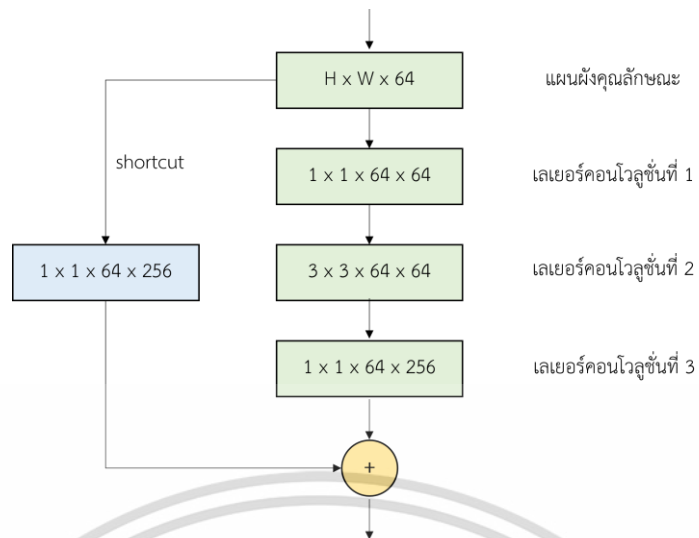 H x W x 64
แผนผังคุณลักษณะ
shortcut
1 x 1 x 64 x 64
เลเยอร์คอนโวลูชั่นที่ 1
1 x 1 x 64 x 256
3 x 3 x 64 x 64
เลเยอร์คอนโวลูชั่นที่ 2
1 x 1 x 64 x 256
เลเยอร์คอนโวลูชั่นที่ 3
+